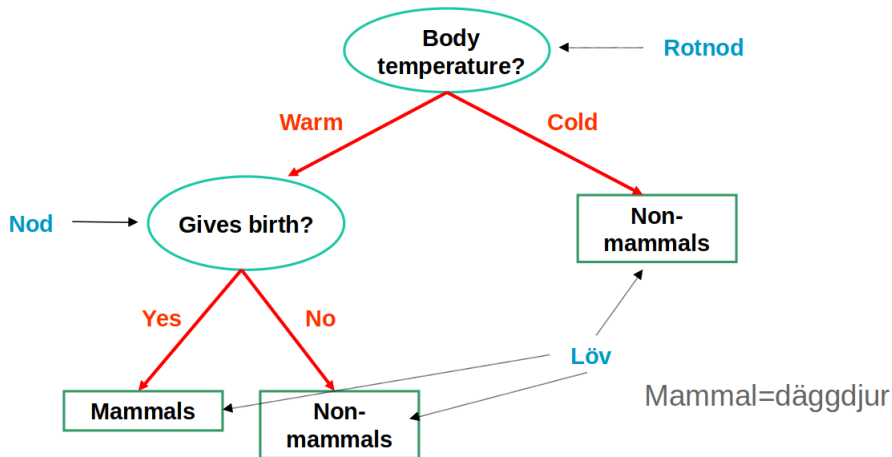 Body
temperature?
Rotnod
Warm
Cold
Nod
Gives birth?
Non-
mammals
Yes
No
Löv
Mammals
Non-
mammals
Mammal=däggdjur